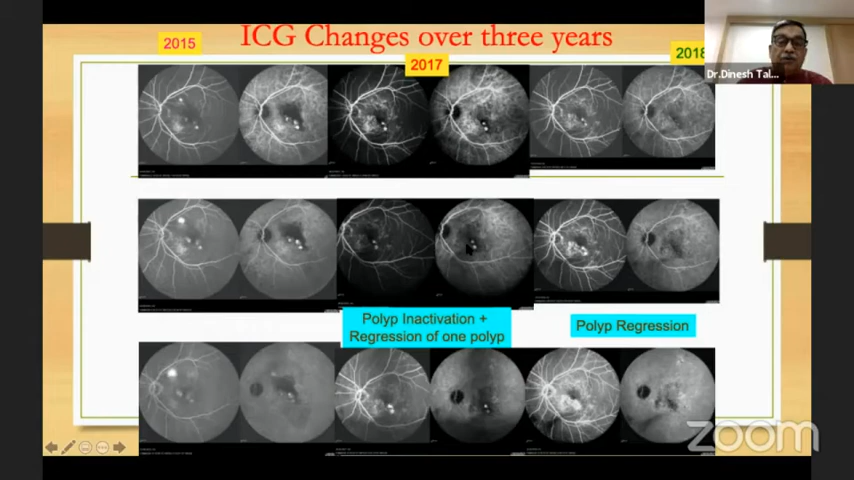 ICG Changes over three years
2015
2017
2018
Dr.Dinesh Tal...
Polyp Inactivation +
Regression of one polyp
Polyp Regression
zoom